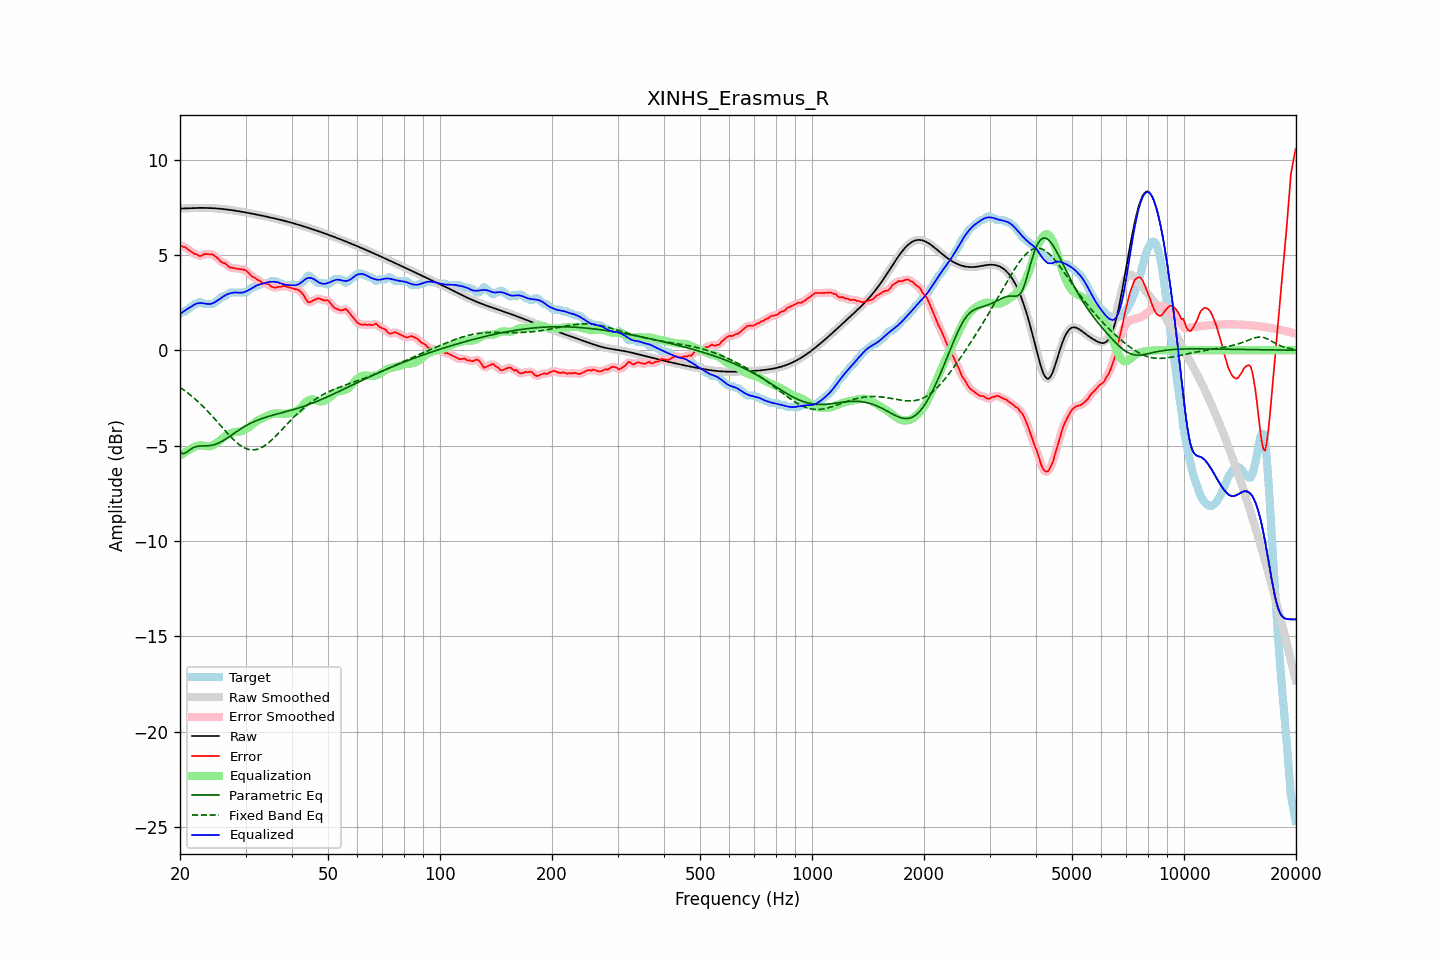 XINHS_Erasmus_R
10
5
0
−5
−10
−15
−20
−25
Amplitude (dBr)
Target
Raw Smoothed
Error Smoothed
Raw
Error
Equalization
Parametric Eq
Fixed Band Eq
Equalized
20 50 100 200 500 1000 2000 5000 10000 20000
Frequency (Hz)